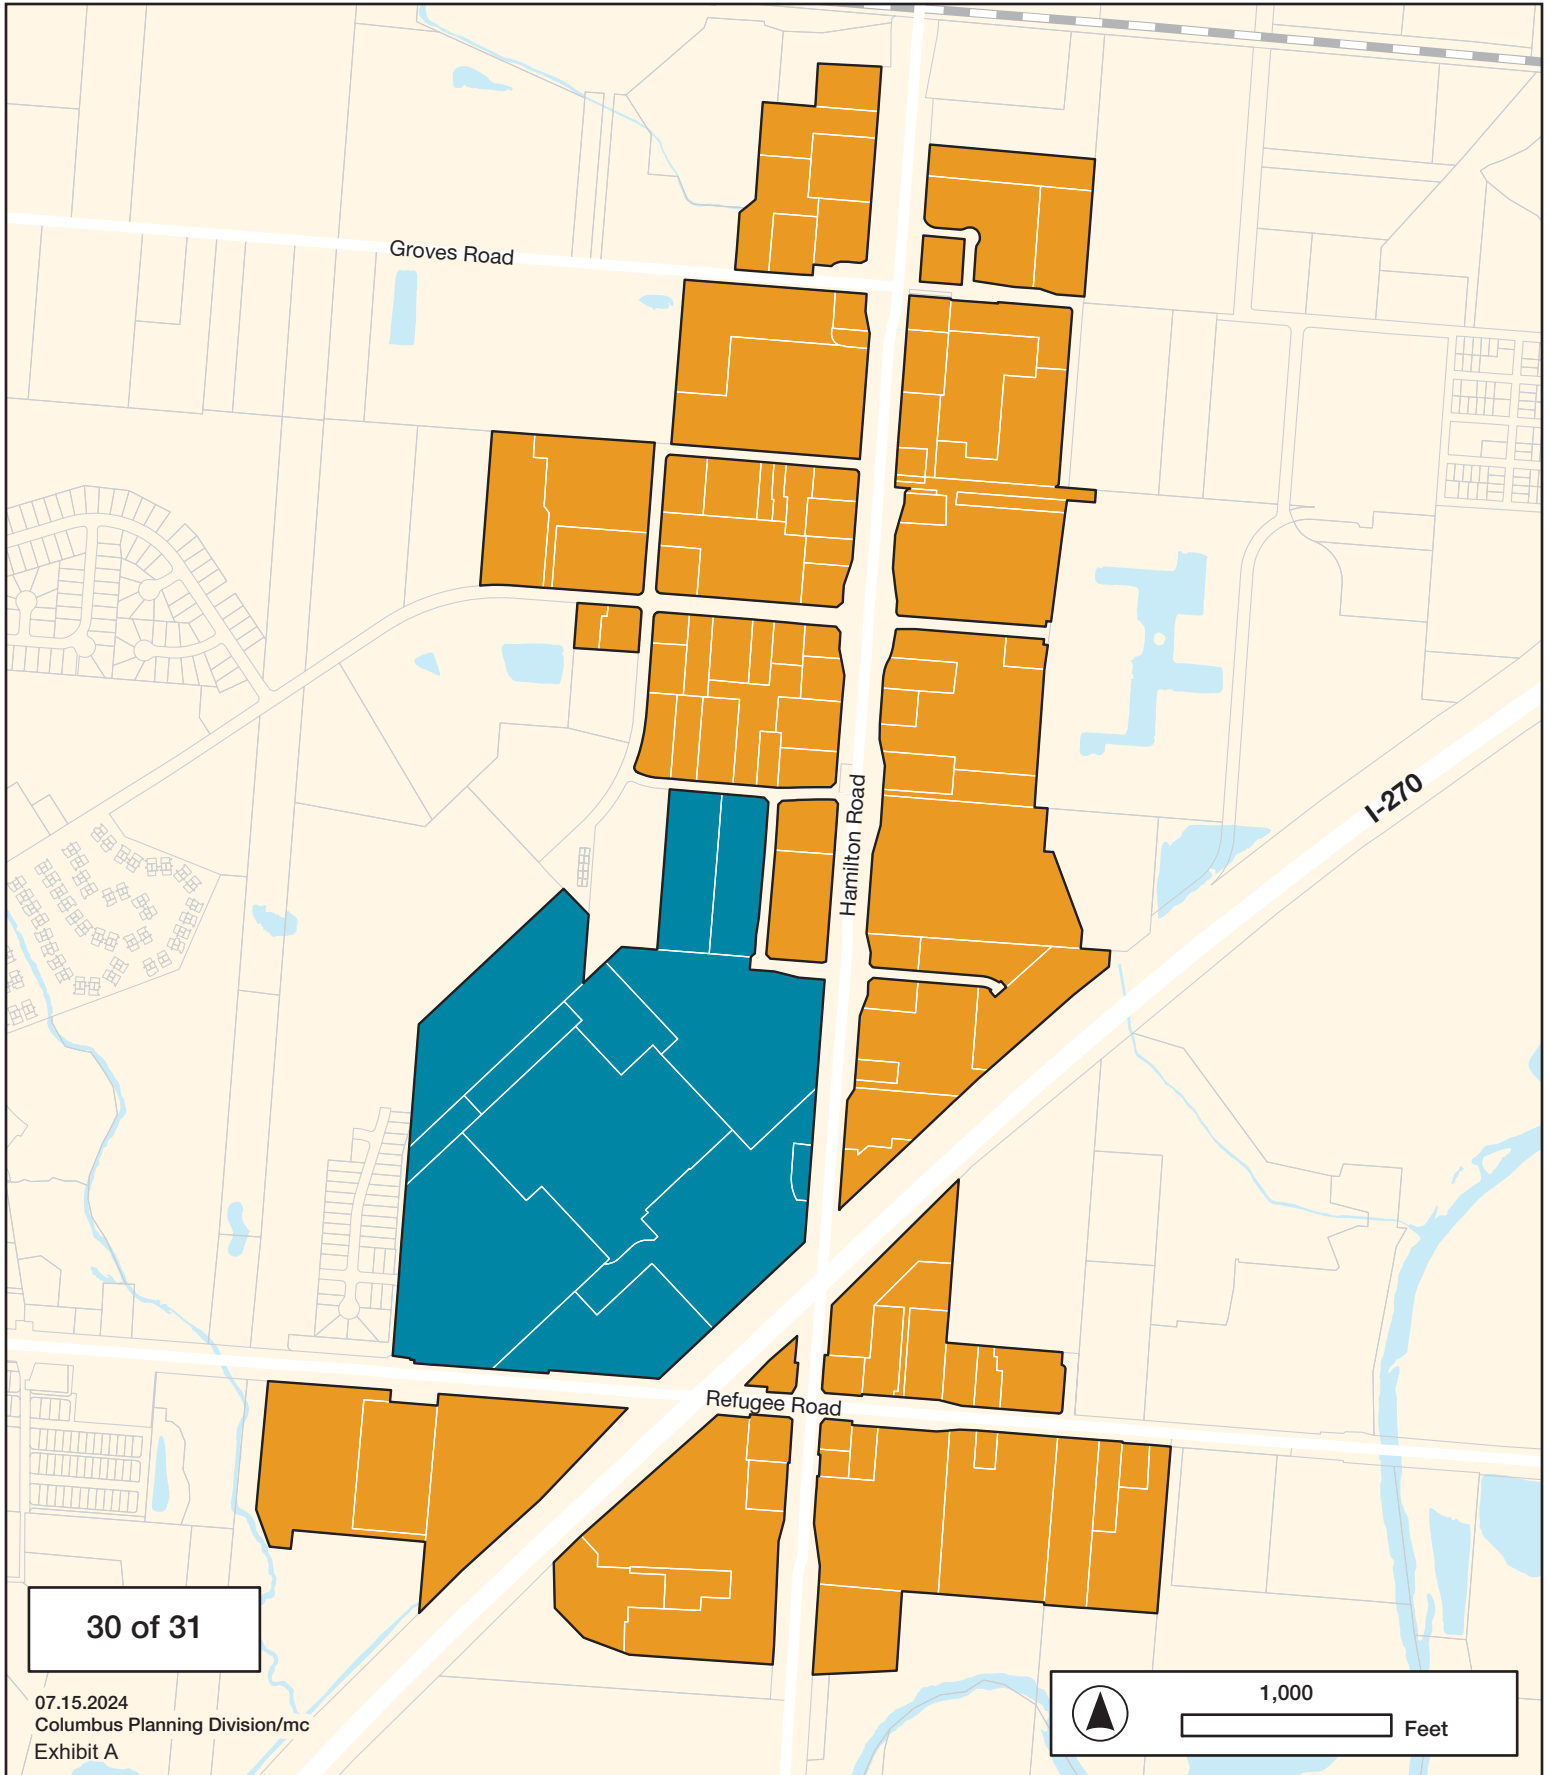 Groves Road
I-270
Hamilton Road
Refugee Road
30 of 31
07.15.2024
Columbus Planning Division/mc
Exhibit A
1,000
Feet